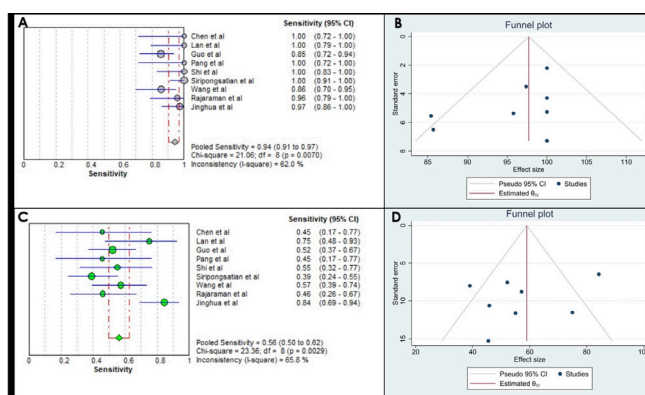 A
Sensitivity (95% CI)
Chen et al 1.00 (0.72 - 1.00)
Lan et al 1.00 (0.79 - 1.00)
Guo et al 0.85 (0.72 - 0.94)
Pang et al 1.00 (0.72 - 1.00)
Shi et al 1.00 (0.83 - 1.00)
Siripongsatian et al 1.00 (0.91 - 1.00)
Wang et al 0.86 (0.70 - 0.95)
Rajaraman et al 0.96 (0.79 - 1.00)
Jinghua et al 0.97 (0.86 - 1.00)
Pooled Sensitivity = 0.94 (0.91 to 0.97)
Chi-square = 21.06; df = 8 (p = 0.0070)
Inconsistency (I-square) = 62.0 %
0 0.2 0.4 0.6 0.8 1
Sensitivity
B
Funnel plot
Standard error
0
2
4
6
8
85 90 95 100 105 110
Effect size
Pseudo 95% CI Studies
Estimated θIV
C
Sensitivity (95% CI)
Chen et al 0.45 (0.17 - 0.77)
Lan et al 0.75 (0.48 - 0.93)
Guo et al 0.52 (0.37 - 0.67)
Pang et al 0.45 (0.17 - 0.77)
Shi et al 0.55 (0.32 - 0.77)
Siripongsatian et al 0.39 (0.24 - 0.55)
Wang et al 0.57 (0.39 - 0.74)
Rajaraman et al 0.46 (0.26 - 0.67)
Jinghua et al 0.84 (0.69 - 0.94)
Pooled Sensitivity = 0.56 (0.50 to 0.62)
Chi-square = 23.36; df = 8 (p = 0.0029)
Inconsistency (I-square) = 65.8 %
0 0.2 0.4 0.6 0.8 1
Sensitivity
D
Funnel plot
Standard error
0
5
10
15
20 40 60 80 100
Effect size
Pseudo 95% CI Studies
Estimated θIV